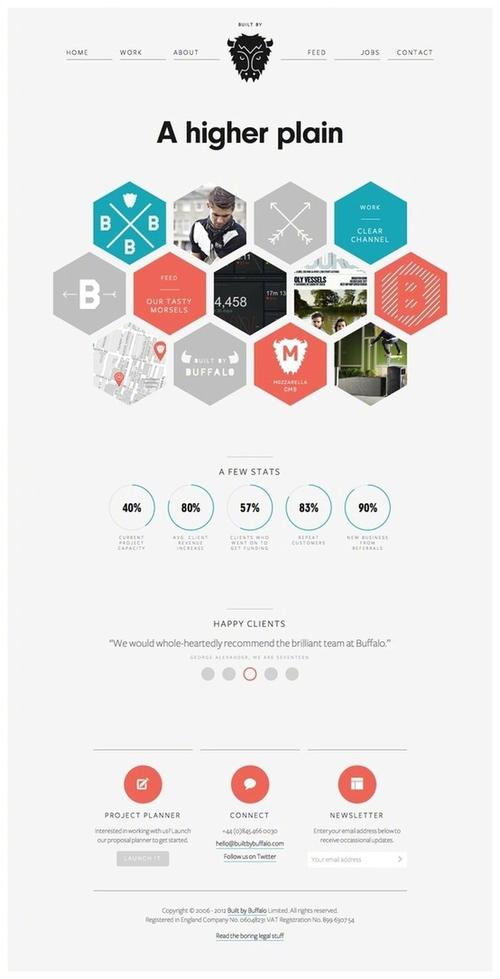 BUILT BY
HOME WORK ABOUT FEED JOBS CONTACT
A higher plain
B B
B
WORK
CLEAR
CHANNEL
B
FEED
OUR TASTY
MORSELS
4,458
17m 13
OLY VESSELS
B
BUILT BY
BUFFALO
M
MOZZARELLA
CMS
A FEW STATS
40% 80% 57% 83% 90%
CURRENT
PROJECT
CAPACITY
AVG. CLIENT
REVENUE
INCREASE
CLIENTS WHO
WENT ON TO
GET FUNDING
REPEAT
CUSTOMERS
NEW BUSINESS
FROM
REFERRALS
HAPPY CLIENTS
“We would whole-heartedly recommend the brilliant team at Buffalo.”
GEORGE ALEXANDER, WE ARE SEVENTEEN
PROJECT PLANNER
Interested in working with us? Launch
our proposal planner to get started.
LAUNCH IT
CONNECT
+44 (0)845 466 0030
hello@builtbybuffalo.com
Follow us on Twitter
NEWSLETTER
Enter your email address below to
receive occassional updates.
Your email address
Copyright © 2006 - 2012 Built by Buffalo Limited. All rights reserved.
Registered in England Company No. 06048231 VAT Registration No. 899 6307 54
Read the boring legal stuff